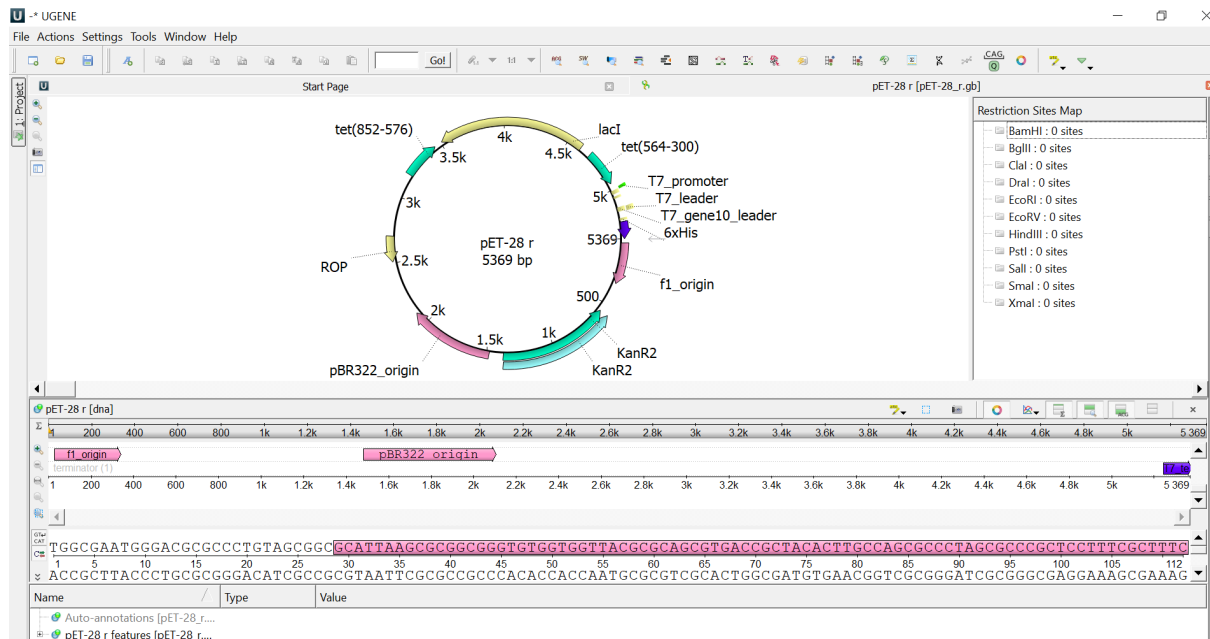 -* UGENE
File Actions Settings Tools Window Help
Go!
1: Project
Start Page
pET-28 r [pET-28_r.gb]
tet(852-576)
lacI
4k
3.5k
4.5k
tet(564-300)
T7_promoter
3k
5k
T7_leader
T7_gene10_leader
6xHis
pET-28 r
5369 bp
5369
ROP
2.5k
f1_origin
500
2k
1.5k
1k
KanR2
pBR322_origin
KanR2
Restriction Sites Map
BamHI : 0 sites
BglII : 0 sites
ClaI : 0 sites
DraI : 0 sites
EcoRI : 0 sites
EcoRV : 0 sites
HindIII : 0 sites
PstI : 0 sites
SalI : 0 sites
SmaI : 0 sites
XmaI : 0 sites
pET-28 r [dna]
1 200 400 600 800 1k 1.2k 1.4k 1.6k 1.8k 2k 2.2k 2.4k 2.6k 2.8k 3k 3.2k 3.4k 3.6k 3.8k 4k 4.2k 4.4k 4.6k 4.8k 5k 5 369
f1_origin pBR322 origin
terminator (1) T7 te
1 200 400 600 800 1k 1.2k 1.4k 1.6k 1.8k 2k 2.2k 2.4k 2.6k 2.8k 3k 3.2k 3.4k 3.6k 3.8k 4k 4.2k 4.4k 4.6k 4.8k 5k 5 369
TGGCGAATGGGACGCGCCCTGTAGCGGCGCATTAAGCGCGGCGGGTGTGGTGGTTACGCGCAGCGTGACCGCTACACTTGCCAGCGCCCTAGCGCCCGCTCCTTTCGCTTTC
1 5 10 15 20 25 30 35 40 45 50 55 60 65 70 75 80 85 90 95 100 105 112
ACCGCTTACCCTGCGCGGGACATCGCCGCGTAATTCGCGCCGCCCACACCACCAATGCGCGTCGCACTGGCGATGTGAACGGTCGCGGGATCGCGGGCGAGGAAAGCGAAAG
Name Type Value
Auto-annotations [pET-28_r....
pET-28 r features [pET-28 r....